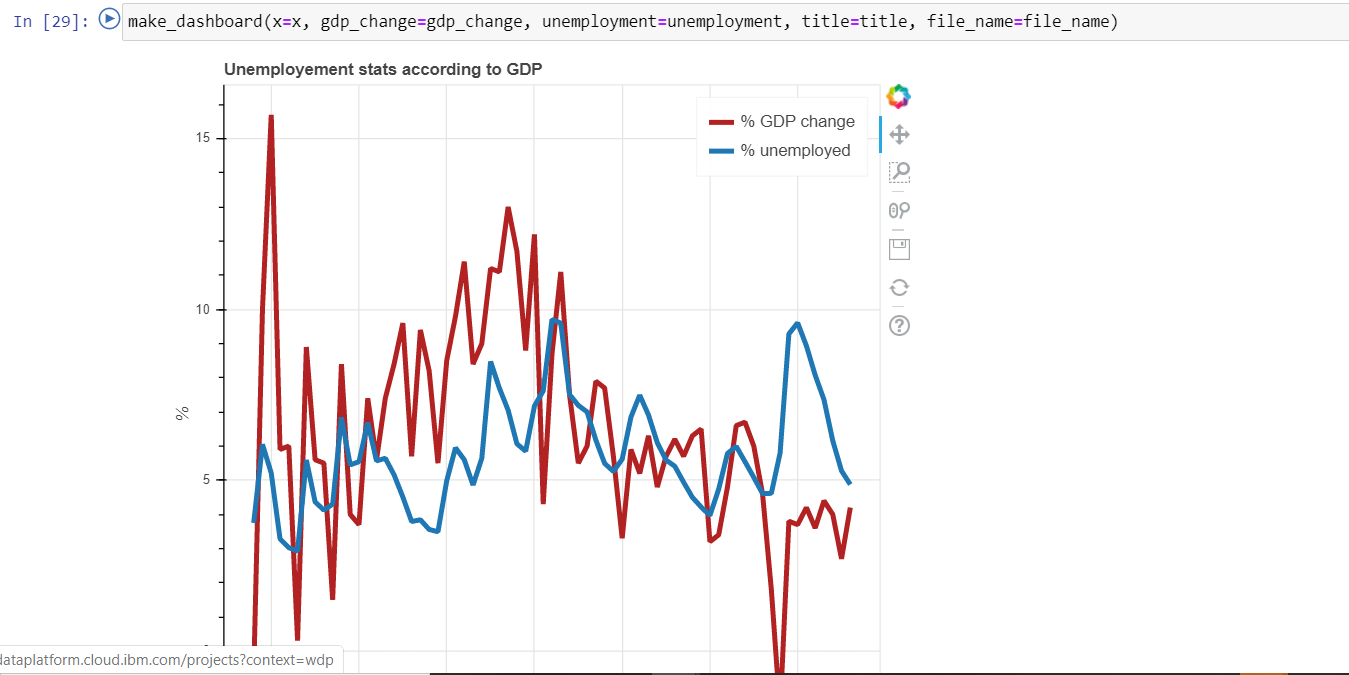 In [29]: make_dashboard(x=x, gdp_change=gdp_change, unemployment=unemployment, title=title, file_name=file_name)
Unemployement stats according to GDP
% GDP change
% unemployed
15
10
%
5
dataplatform.cloud.ibm.com/projects?context=wdp